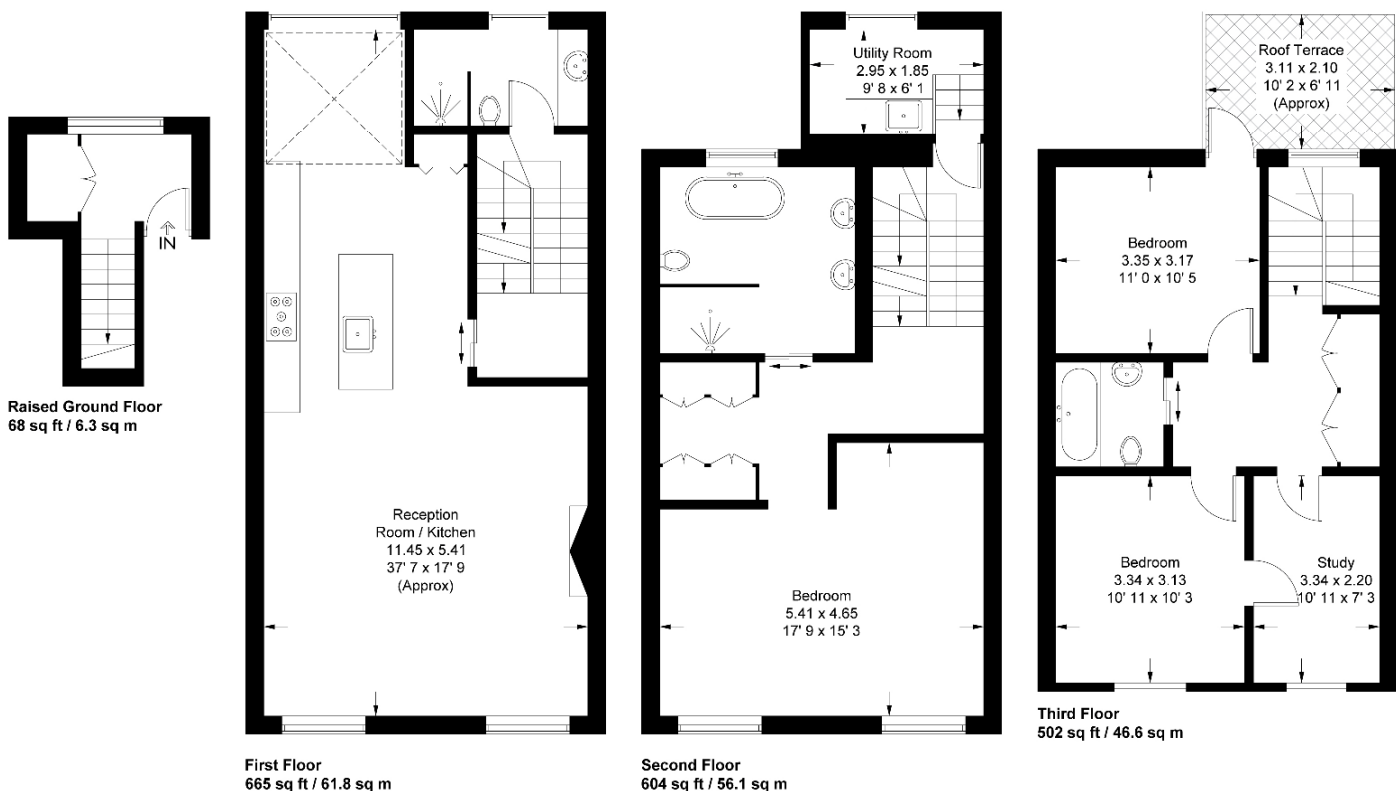 IN
Raised Ground Floor
68 sq ft / 6.3 sq m
Reception
Room / Kitchen
11.45 x 5.41
37' 7 x 17' 9
(Approx)
First Floor
665 sq ft / 61.8 sq m
Utility Room
2.95 x 1.85
9' 8 x 6' 1
Bedroom
5.41 x 4.65
17' 9 x 15' 3
Second Floor
604 sq ft / 56.1 sq m
Roof Terrace
3.11 x 2.10
10' 2 x 6' 11
(Approx)
Bedroom
3.35 x 3.17
11' 0 x 10' 5
Bedroom
3.34 x 3.13
10' 11 x 10' 3
Study
3.34 x 2.20
10' 11 x 7' 3
Third Floor
502 sq ft / 46.6 sq m